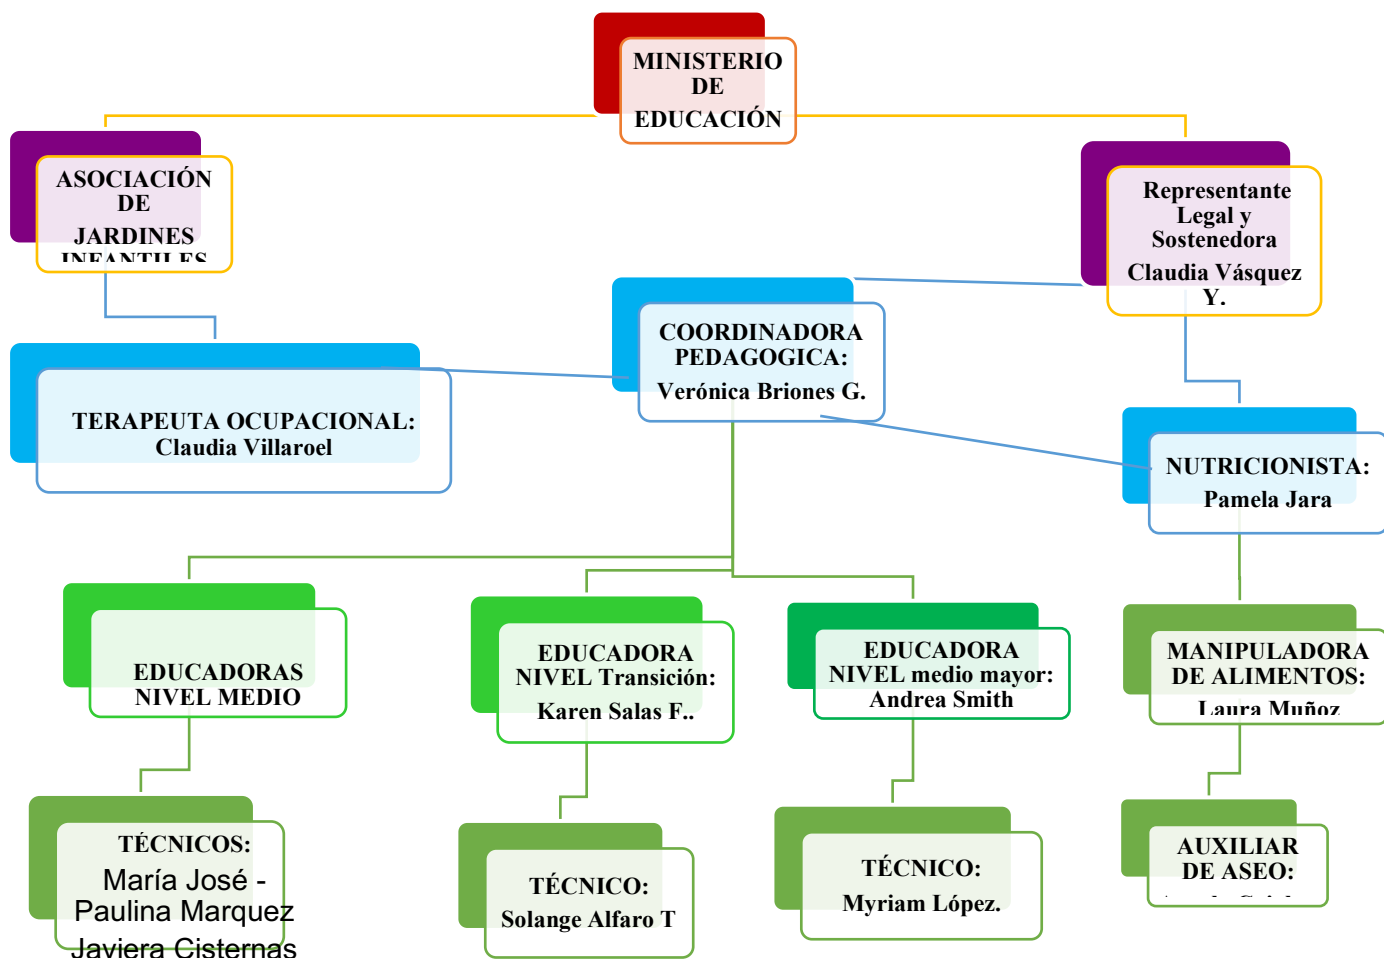 MINISTERIO
DE
EDUCACIÓN
ASOCIACIÓN
DE
JARDINES
INFANTILES
Representante
Legal y
Sostenedora
Claudia Vásquez
Y.
COORDINADORA
PEDAGOGICA:
Verónica Briones G.
TERAPEUTA OCUPACIONAL:
Claudia Villaroel
NUTRICIONISTA:
Pamela Jara
EDUCADORAS
NIVEL MEDIO
EDUCADORA
NIVEL Transición:
Karen Salas F..
EDUCADORA
NIVEL medio mayor:
Andrea Smith
MANIPULADORA
DE ALIMENTOS:
Laura Muñoz
TÉCNICOS:
María José -
Paulina Marquez
Javiera Cisternas
TÉCNICO:
Solange Alfaro T
TÉCNICO:
Myriam López.
AUXILIAR
DE ASEO: